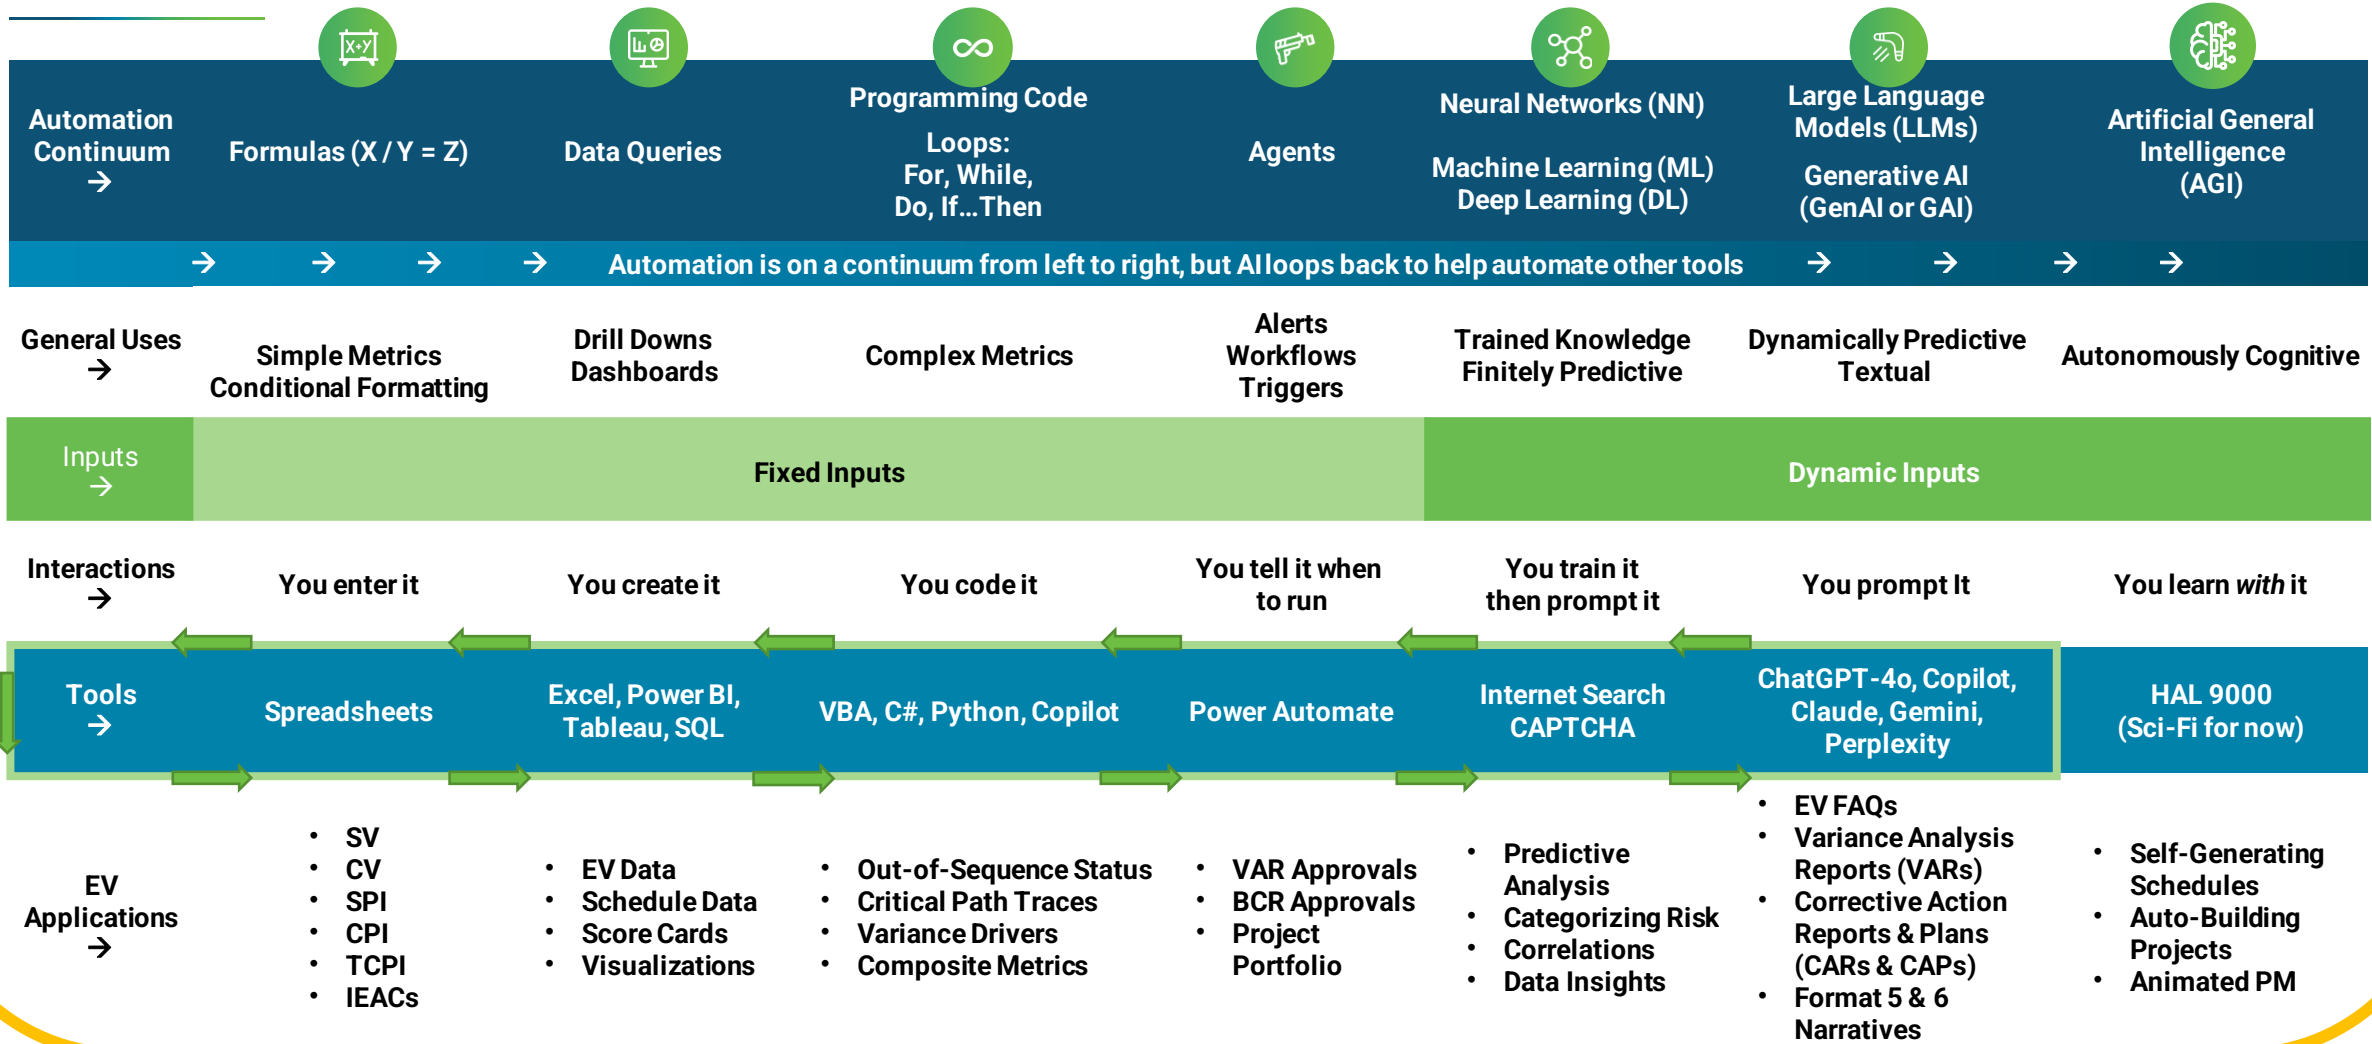 X+y
Automation
Continuum
→
Formulas (X / Y = Z)
Data Queries
Programming Code
Loops:
For, While,
Do, If...Then
Agents
Neural Networks (NN)
Machine Learning (ML)
Deep Learning (DL)
Large Language
Models (LLMs)
Generative AI
(GenAI or GAI)
Artificial General
Intelligence
(AGI)
→ → → → Automation is on a continuum from left to right, but AI loops back to help automate other tools → → → →
General Uses
→
Simple Metrics
Conditional Formatting
Drill Downs
Dashboards
Complex Metrics
Alerts
Workflows
Triggers
Trained Knowledge
Finitely Predictive
Dynamically Predictive
Textual
Autonomously Cognitive
Inputs
→
Fixed Inputs
Dynamic Inputs
Interactions
→
You enter it
You create it
You code it
You tell it when
to run
You train it
then prompt it
You prompt It
You learn with it
Tools
→
Spreadsheets
Excel, Power BI,
Tableau, SQL
VBA, C#, Python, Copilot
Power Automate
Internet Search
CAPTCHA
ChatGPT-4o, Copilot,
Claude, Gemini,
Perplexity
HAL 9000
(Sci-Fi for now)
EV
Applications
→
• SV
• CV
• SPI
• CPI
• TCPI
• IEACs
• EV Data
• Schedule Data
• Score Cards
• Visualizations
• Out-of-Sequence Status
• Critical Path Traces
• Variance Drivers
• Composite Metrics
• VAR Approvals
• BCR Approvals
• Project
Portfolio
• Predictive
Analysis
• Categorizing Risk
• Correlations
• Data Insights
• EV FAQs
• Variance Analysis
Reports (VARs)
• Corrective Action
Reports & Plans
(CARs & CAPs)
• Format 5 & 6
Narratives
• Self-Generating
Schedules
• Auto-Building
Projects
• Animated PM